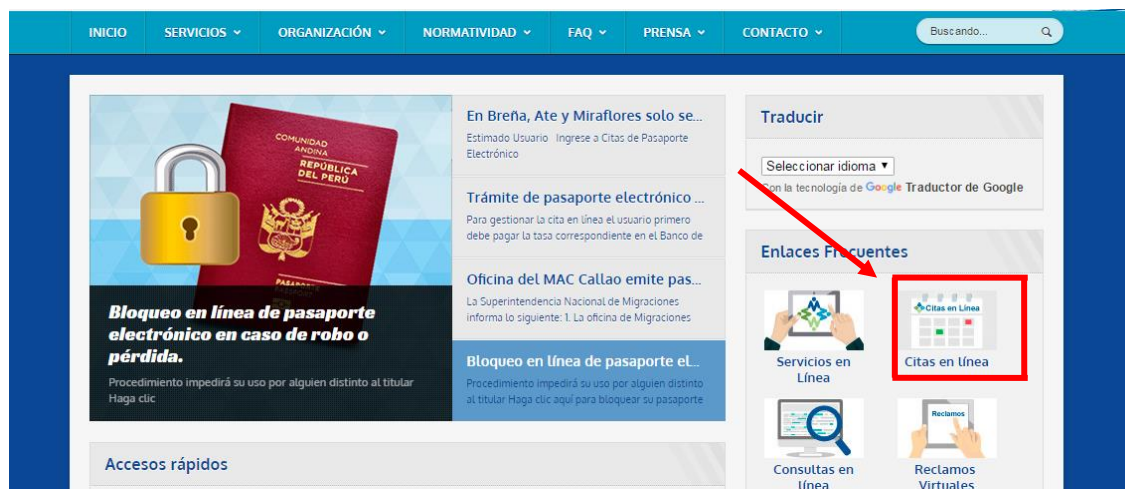 INICIO
SERVICIOS
ORGANIZACIÓN
NORMATIVIDAD
FAQ
PRENSA
CONTACTO
Buscando...
COMUNIDAD
ANDINA
REPÚBLICA
DEL PERÚ
PASAPORTE
Bloqueo en línea de pasaporte
electrónico en caso de robo o
pérdida.
Procedimiento impedirá su uso por alguien distinto al titular
Haga clic
En Breña, Ate y Miraflores solo se...
Estimado Usuario Ingrese a Citas de Pasaporte
Electrónico
Trámite de pasaporte electrónico ...
Para gestionar la cita en línea el usuario primero
debe pagar la tasa correspondiente en el Banco de
Oficina del MAC Callao emite pas...
La Superintendencia Nacional de Migraciones
informa lo siguiente: 1. La oficina de Migraciones
Bloqueo en línea de pasaporte el...
Procedimiento impedirá su uso por alguien distinto
al titular Haga clic aquí para bloquear su pasaporte
Accesos rápidos
Traducir
Seleccionar idioma
Con la tecnología de Google Traductor de Google
Enlaces Frecuentes
Servicios en
Línea
Citas en Línea
Citas en línea
Consultas en
línea
Reclamos
Reclamos
Virtuales